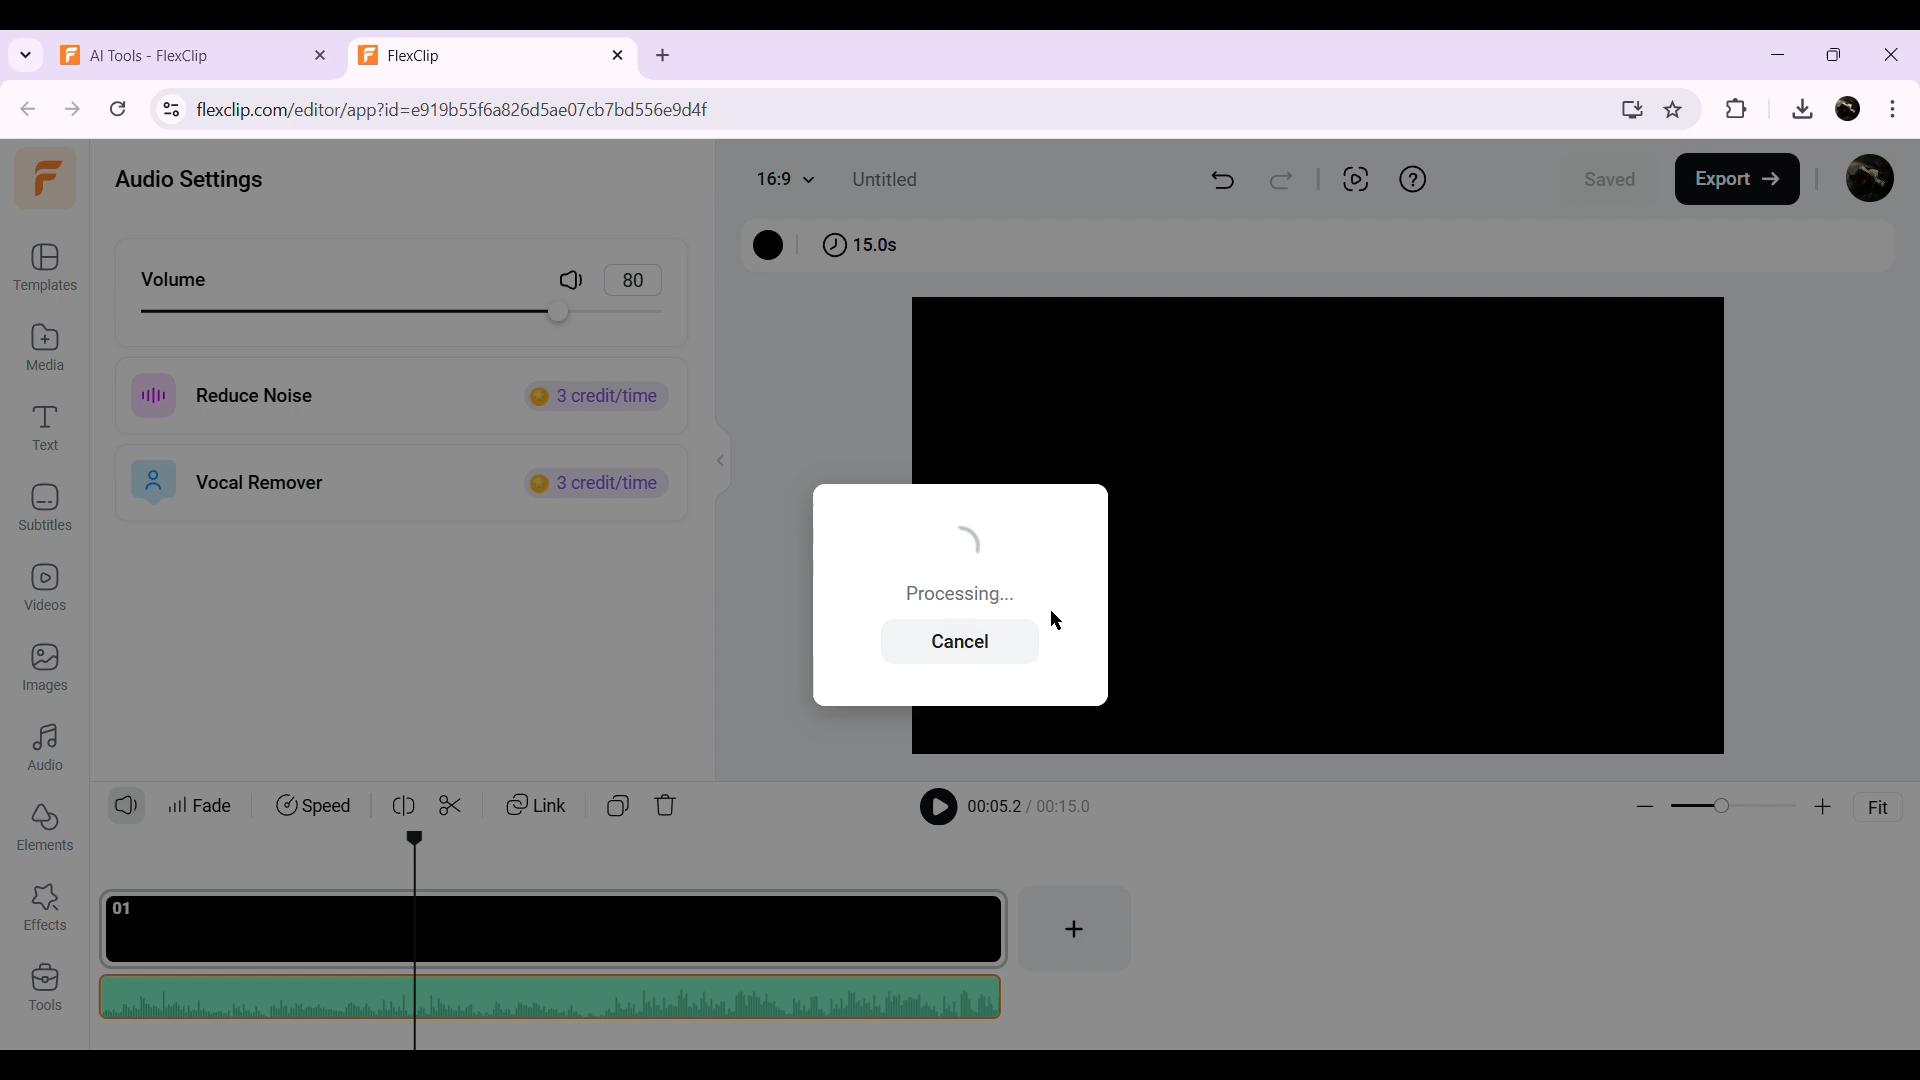 AI Tools - FlexClip
FlexClip
flexclip.com/editor/app?id=e919b55f6a826d5ae07cb7bd556e9d4f
Audio Settings
16:9
Untitled
Saved
Export
15.0s
Volume
80
Reduce Noise
3 credit/time
Vocal Remover
3 credit/time
Templates
Media
Text
Subtitles
Videos
Images
Audio
Elements
Effects
Tools
Processing...
Cancel
Fade
Speed
Link
00:05.2 / 00:15.0
Fit
01